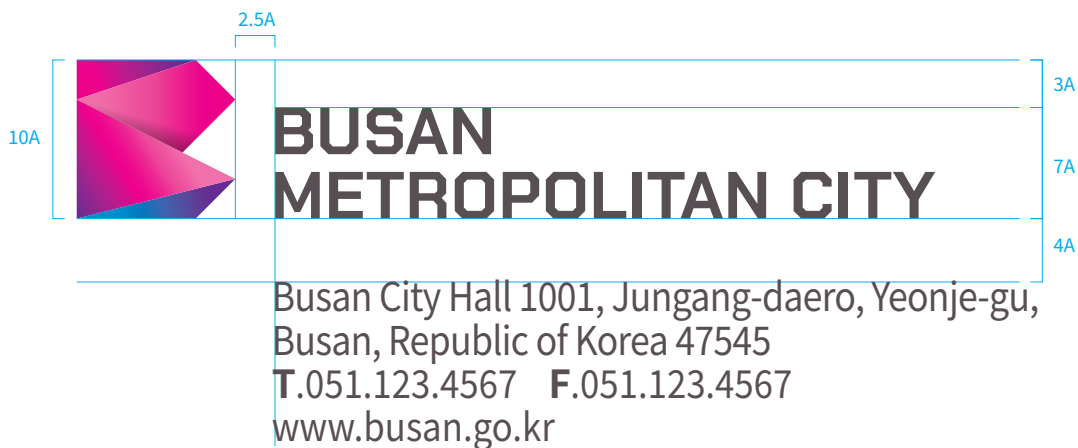 2.5A
3A
10A
BUSAN
7A
METROPOLITAN CITY
4A
Busan City Hall 1001, Jungang-daero, Yeonje-gu,
Busan, Republic of Korea 47545
T.051.123.4567 F.051.123.4567
www.busan.go.kr